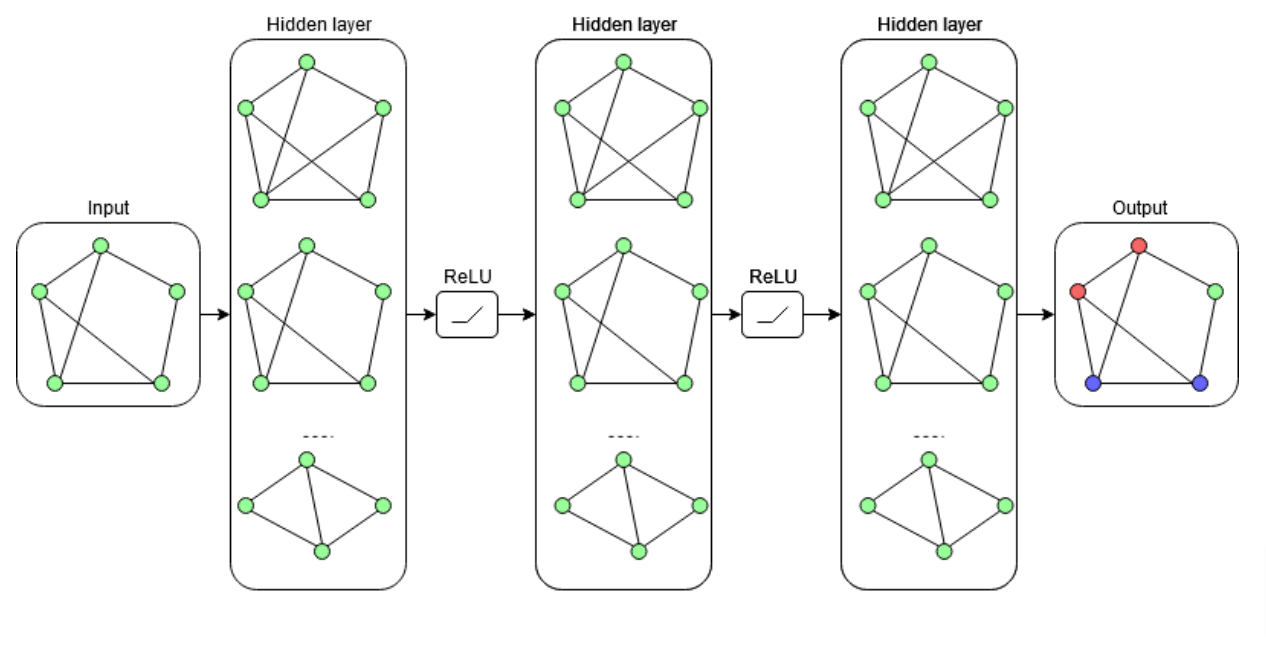 Hidden layer
Hidden layer
Hidden layer
Input
Output
ReLU
ReLU